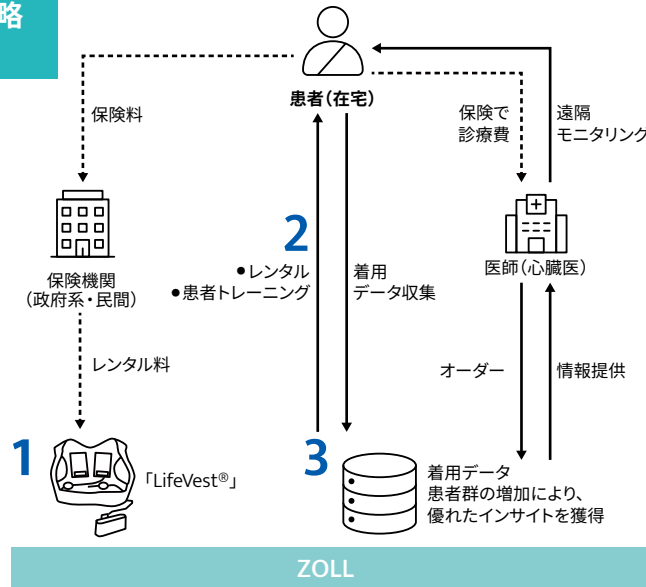 略
患者(在宅)
保険料
保険で
診療費
遠隔
モニタリング
2
●レンタル
●患者トレーニング
着用
データ収集
保険機関
(政府系・民間)
医師(心臓医)
レンタル料
オーダー
情報提供
1
「LifeVest®」
3
着用データ
患者群の増加により、
優れたインサイトを獲得
ZOLL